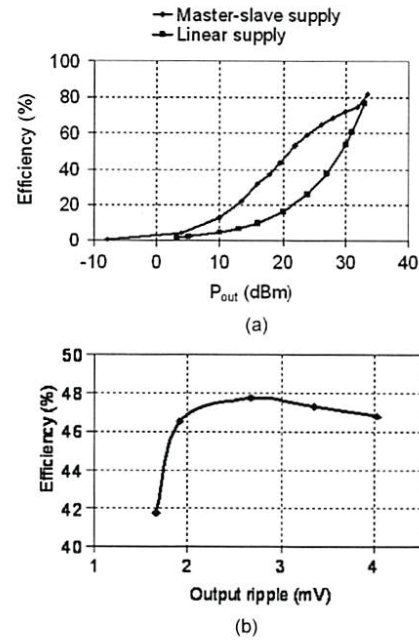 Master-slave supply
Linear supply
Efficiency (%)
100
80
60
40
20
0
-10 0 10 20 30 40
Pout (dBm)
(a)
Efficiency (%)
50
48
46
44
42
40
1 2 3 4
Output ripple (mV)
(b)